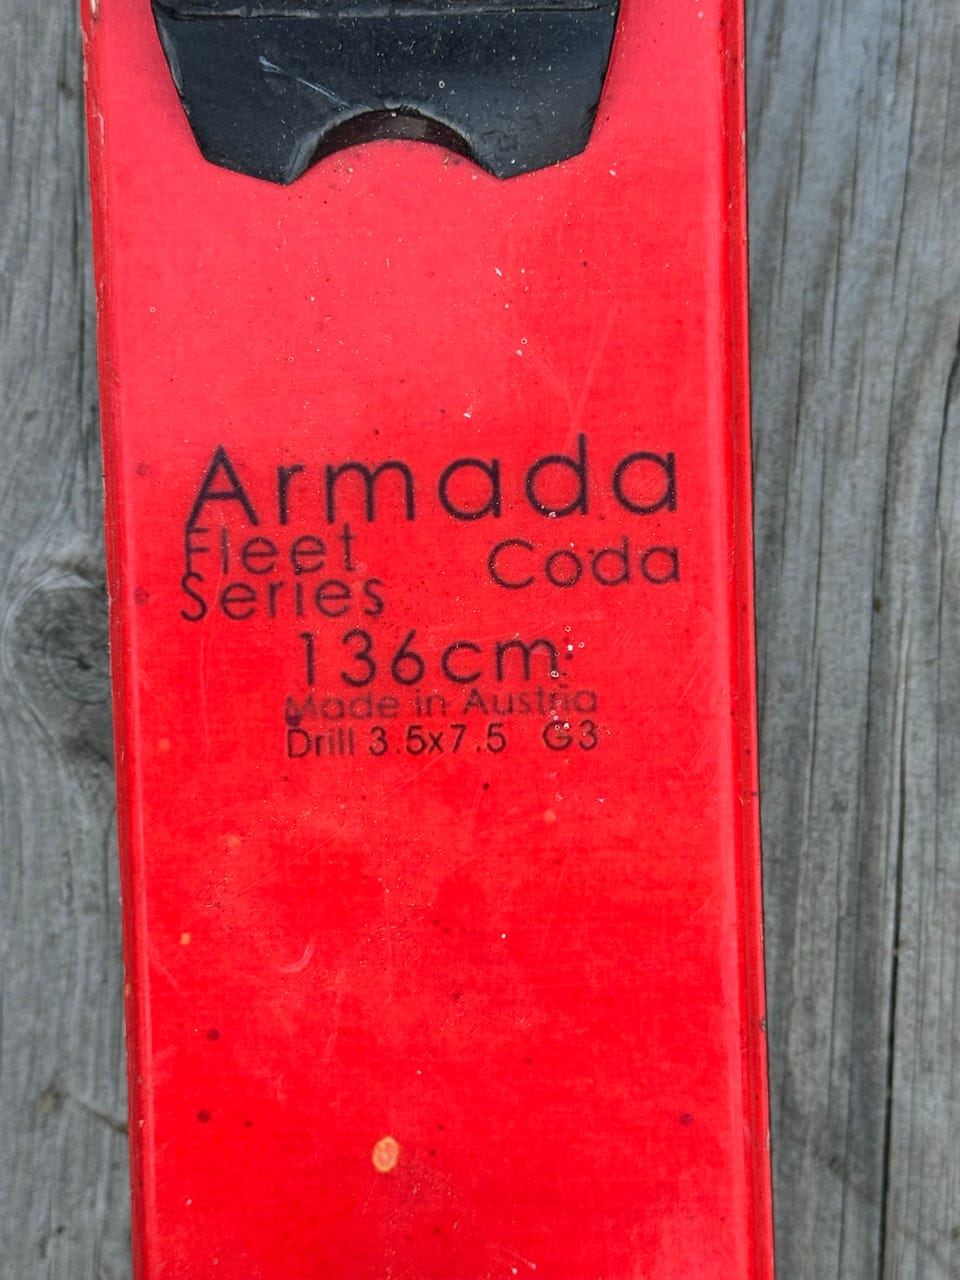 Armada
Fleet Series Coda
136cm
Made in Austria
Drill 3.5x7.5 G3